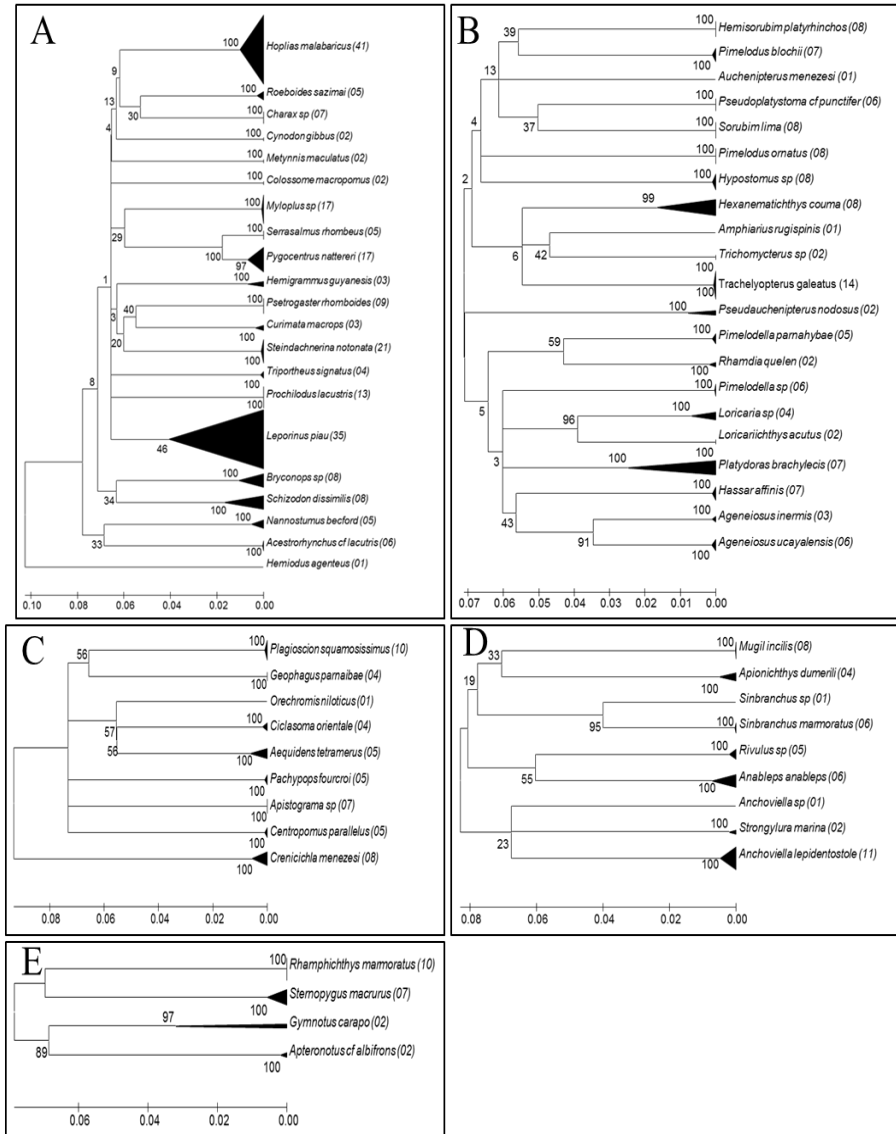 A
100
Hoplias malabaricus (41)
9
100
Roeboides sazimai (05)
13
30
100
Charax sp (07)
4
100
Cynodon gibbus (02)
100
Metynnis maculatus (02)
100
Colossome macropomus (02)
100
Myloplus sp (17)
29
100
Serrasalmus rhombeus (05)
100
97
Pygocentrus nattereri (17)
1
100
Hemigrammus guyanesis (03)
3
40
100
Psetrogaster rhomboides (09)
20
100
Curimata macrops (03)
100
Steindachnerina notonata (21)
100
8
100
Triportheus signatus (04)
100
Prochilodus lacustris (13)
100
46
Leporinus piau (35)
34
100
Bryconops sp (08)
100
Schizodon dissimilis (08)
33
100
Nannostumus becford (05)
100
Acestrorhynchus cf lacutris (06)
Hemiodus agenteus (01)
0.10 0.08 0.06 0.04 0.02 0.00
B
39
100
Hemisorubim platyrhinchos (08)
100
Pimelodus blochii (07)
13
Auchenipterus menezesi (01)
100
Pseudoplatystoma cf punctifer (06)
37
100
Sorubim lima (08)
4
100
Pimelodus ornatus (08)
100
Hypostomus sp (08)
2
99
Hexanematichthys couma (08)
6
Amphiarius rugispinis (01)
42
Trichomycterus sp (02)
100
100
Trachelyopterus galeatus (14)
100
Pseudauchenipterus nodosus (02)
59
100
Pimelodella parnahybae (05)
100
Rhamdia quelen (02)
5
100
Pimelodella sp (06)
96
100
Loricaria sp (04)
Loricariichthys acutus (02)
3
100
100
Platydoras brachylecis (07)
43
100
Hassar affinis (07)
91
100
Ageneiosus inermis (03)
100
Ageneiosus ucayalensis (06)
0.07 0.06 0.05 0.04 0.03 0.02 0.01 0.00
C
56
100
Plagioscion squamosissimus (10)
Geophagus parnaibae (04)
100
Orechromis niloticus (01)
57
100
Ciclasoma orientale (04)
56
100
Aequidens tetramerus (05)
Pachypops fourcroi (05)
100
Apistograma sp (07)
100
Centropomus parallelus (05)
100
100
Crenicichla menezesi (08)
0.08 0.06 0.04 0.02 0.00
D
33
100
Mugil incilis (08)
19
Apionichthys dumerili (04)
100
Sinbranchus sp (01)
95
100
Sinbranchus marmoratus (06)
100
Rivulus sp (05)
55
100
Anableps anableps (06)
Anchoviella sp (01)
100
Strongylura marina (02)
23
100
Anchoviella lepidentostole (11)
0.08 0.06 0.04 0.02 0.00
E
100
Rhamphichthys marmoratus (10)
100
Sternopygus macrurus (07)
97
Gymnotus carapo (02)
89
100
Apteronotus cf albifrons (02)
0.06 0.04 0.02 0.00